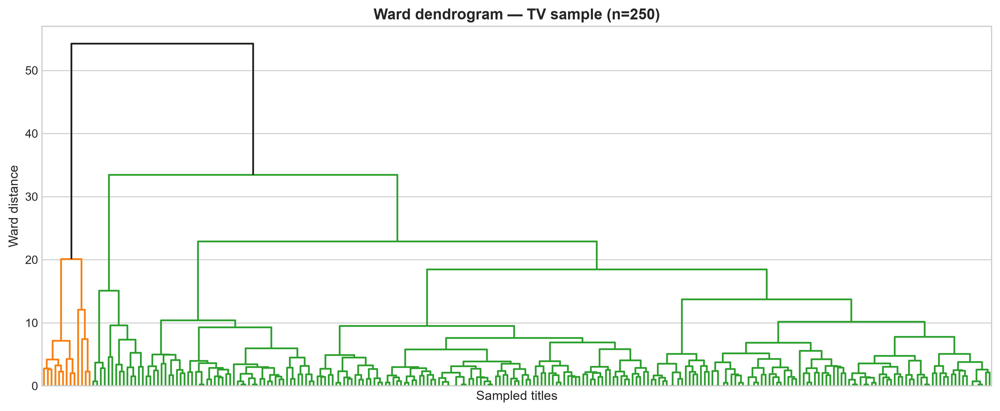 Ward dendrogram — TV sample (n=250)
Ward distance
50
40
30
20
10
0
Sampled titles